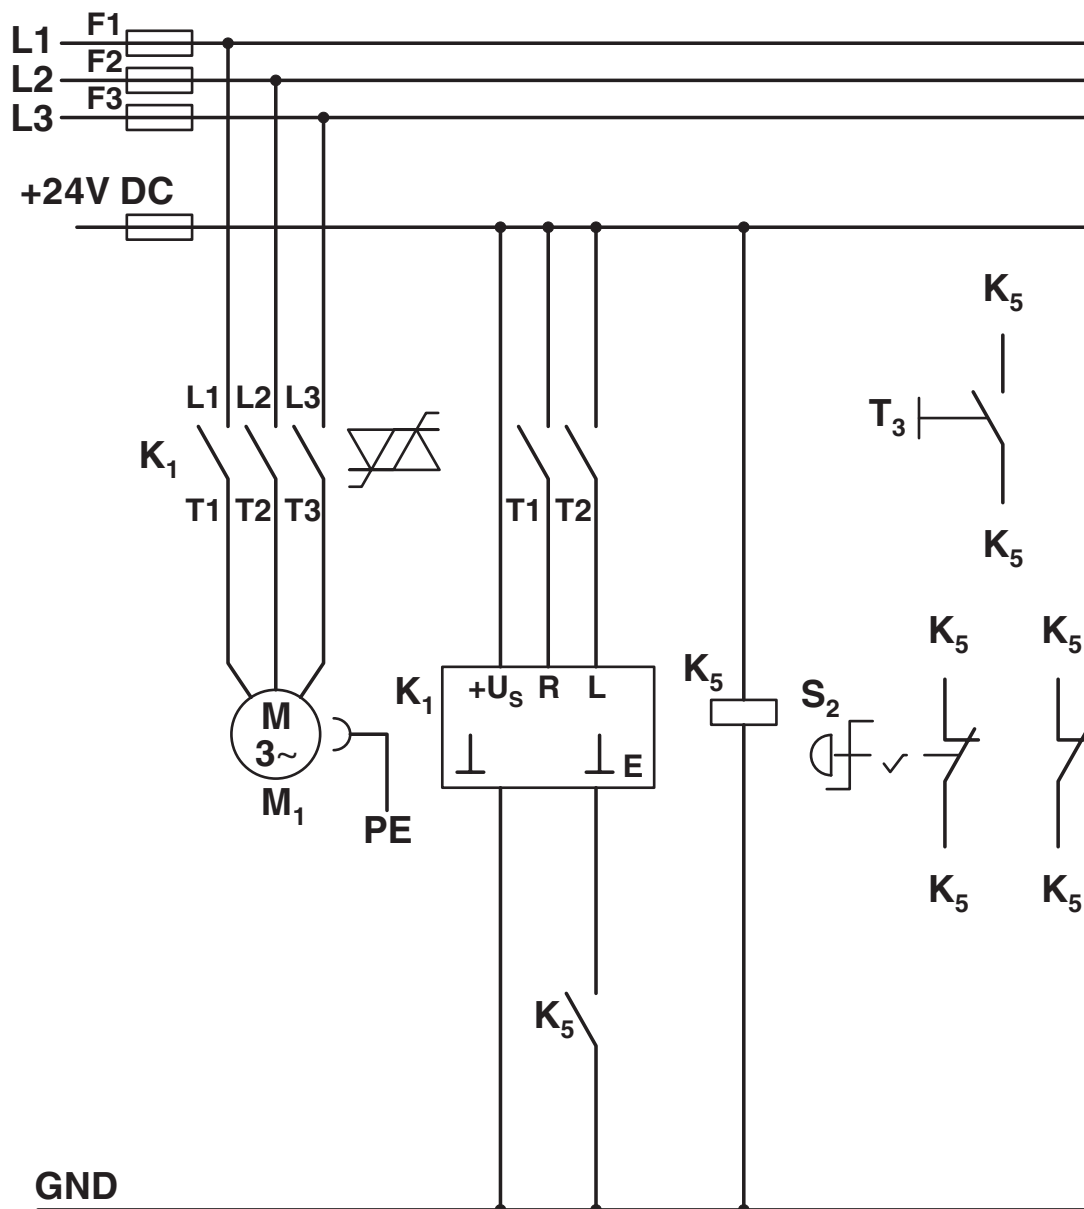 F1
L1
F2
L2
F3
L3
+24V DC
K5
L1 L2 L3
T3
K1
T1 T2 T3
T1 T2
K5
K5 K5
K5
K1 +US R L
S2
M
3~
E
M1
PE
K5 K5
K5
GND